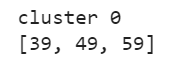 cluster 0
[39, 49, 59]